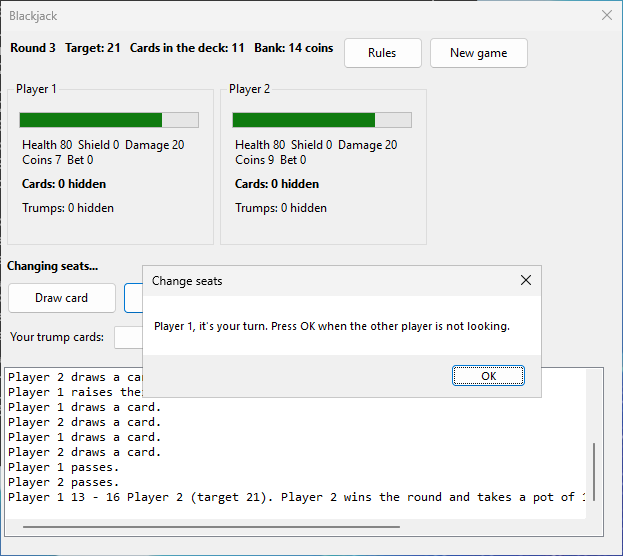 Blackjack
Round 3 Target: 21 Cards in the deck: 11 Bank: 14 coins Rules New game
Player 1
Health 80 Shield 0 Damage 20
Coins 7 Bet 0
Cards: 0 hidden
Trumps: 0 hidden
Player 2
Health 80 Shield 0 Damage 20
Coins 9 Bet 0
Cards: 0 hidden
Trumps: 0 hidden
Changing seats...
Draw card
Your trump cards:
Change seats
Player 1, it's your turn. Press OK when the other player is not looking.
OK
Player 2 draws a
Player 1 raises
Player 1 draws a card.
Player 2 draws a card.
Player 1 draws a card.
Player 2 draws a card.
Player 1 passes.
Player 2 passes.
Player 1 13 - 16 Player 2 (target 21). Player 2 wins the round and takes a pot of